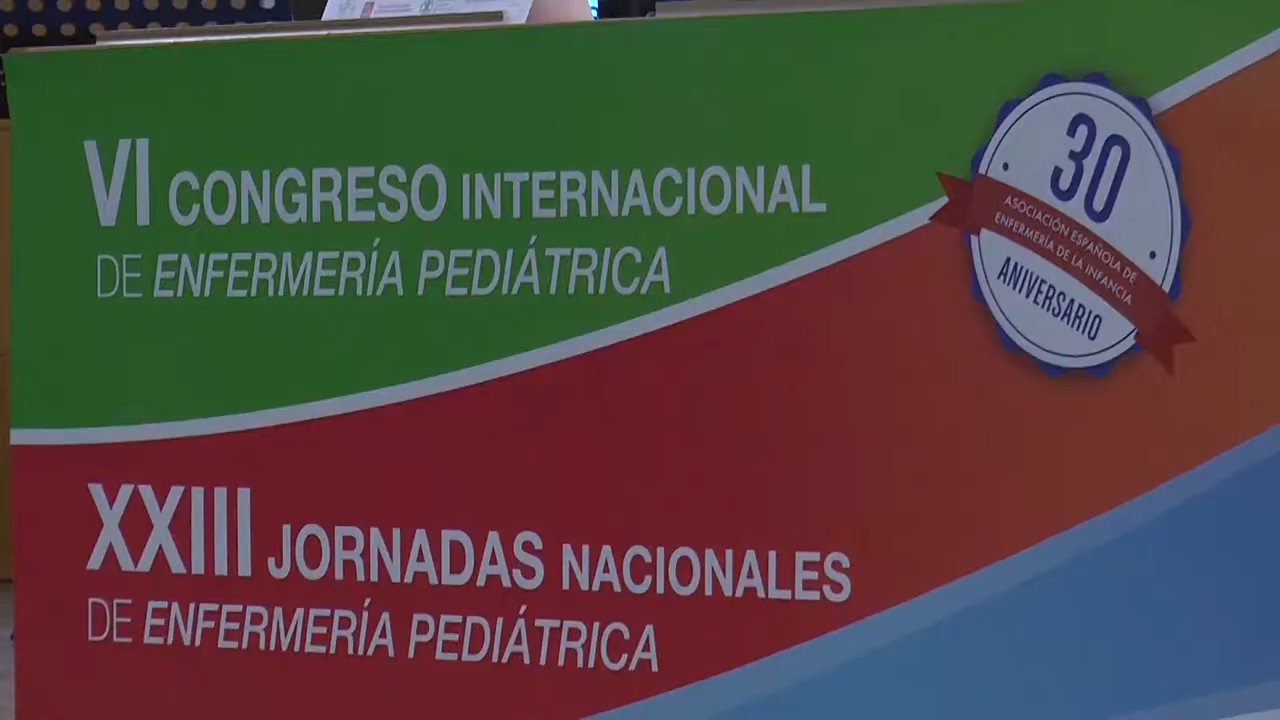 VI CONGRESO INTERNACIONAL
DE ENFERMERÍA PEDIÁTRICA
30
ASOCIACIÓN ESPAÑOLA DE
ENFERMERÍA DE LA INFANCIA
ANIVERSARIO
XXIII JORNADAS NACIONALES
DE ENFERMERÍA PEDIÁTRICA